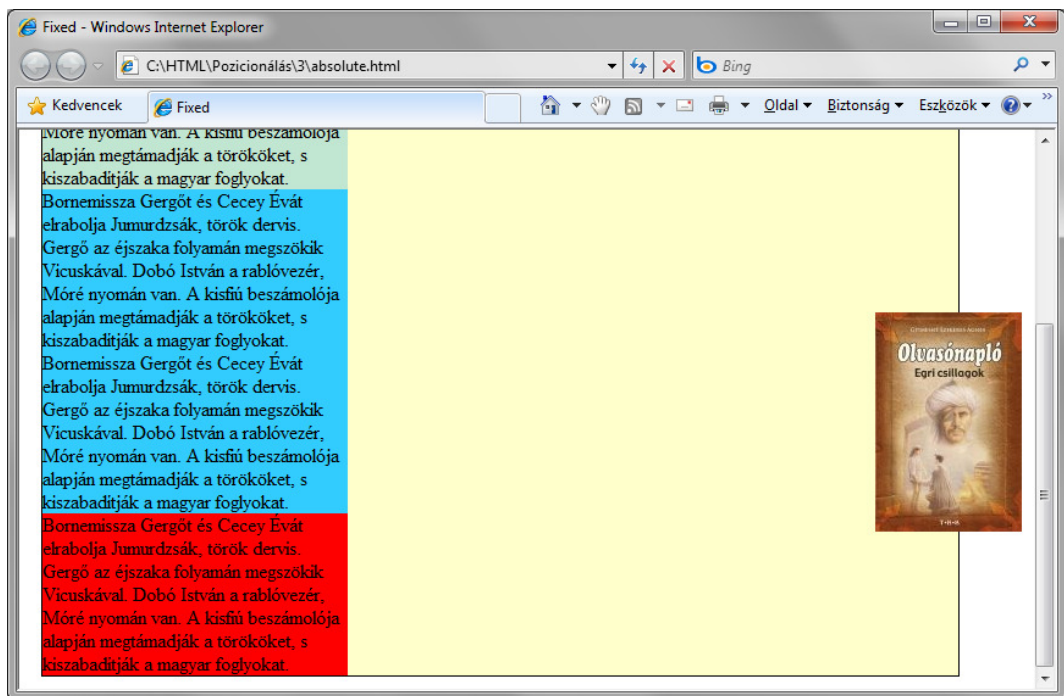 Fixed - Windows Internet Explorer
C:\HTML\Pozicionálás\3\absolute.html
Bing
Kedvencek
Fixed
Oldal
Biztonság
Eszközök
Móré nyomán van. A kisfiú beszámolója
alapján megtámadják a törököket, s
kiszabadítják a magyar foglyokat.
Bornemissza Gergőt és Cecey Évát
elrabolja Jumurdzsák, török dervis.
Gergő az éjszaka folyamán megszökik
Vicuskával. Dobó István a rablóvezér,
Móré nyomán van. A kisfiú beszámolója
alapján megtámadják a törököket, s
kiszabadítják a magyar foglyokat.
Bornemissza Gergőt és Cecey Évát
elrabolja Jumurdzsák, török dervis.
Gergő az éjszaka folyamán megszökik
Vicuskával. Dobó István a rablóvezér,
Móré nyomán van. A kisfiú beszámolója
alapján megtámadják a törököket, s
kiszabadítják a magyar foglyokat.
Bornemissza Gergőt és Cecey Évát
elrabolja Jumurdzsák, török dervis.
Gergő az éjszaka folyamán megszökik
Vicuskával. Dobó István a rablóvezér,
Móré nyomán van. A kisfiú beszámolója
alapján megtámadják a törököket, s
kiszabadítják a magyar foglyokat.
Olvasónapló
Egri csillagok